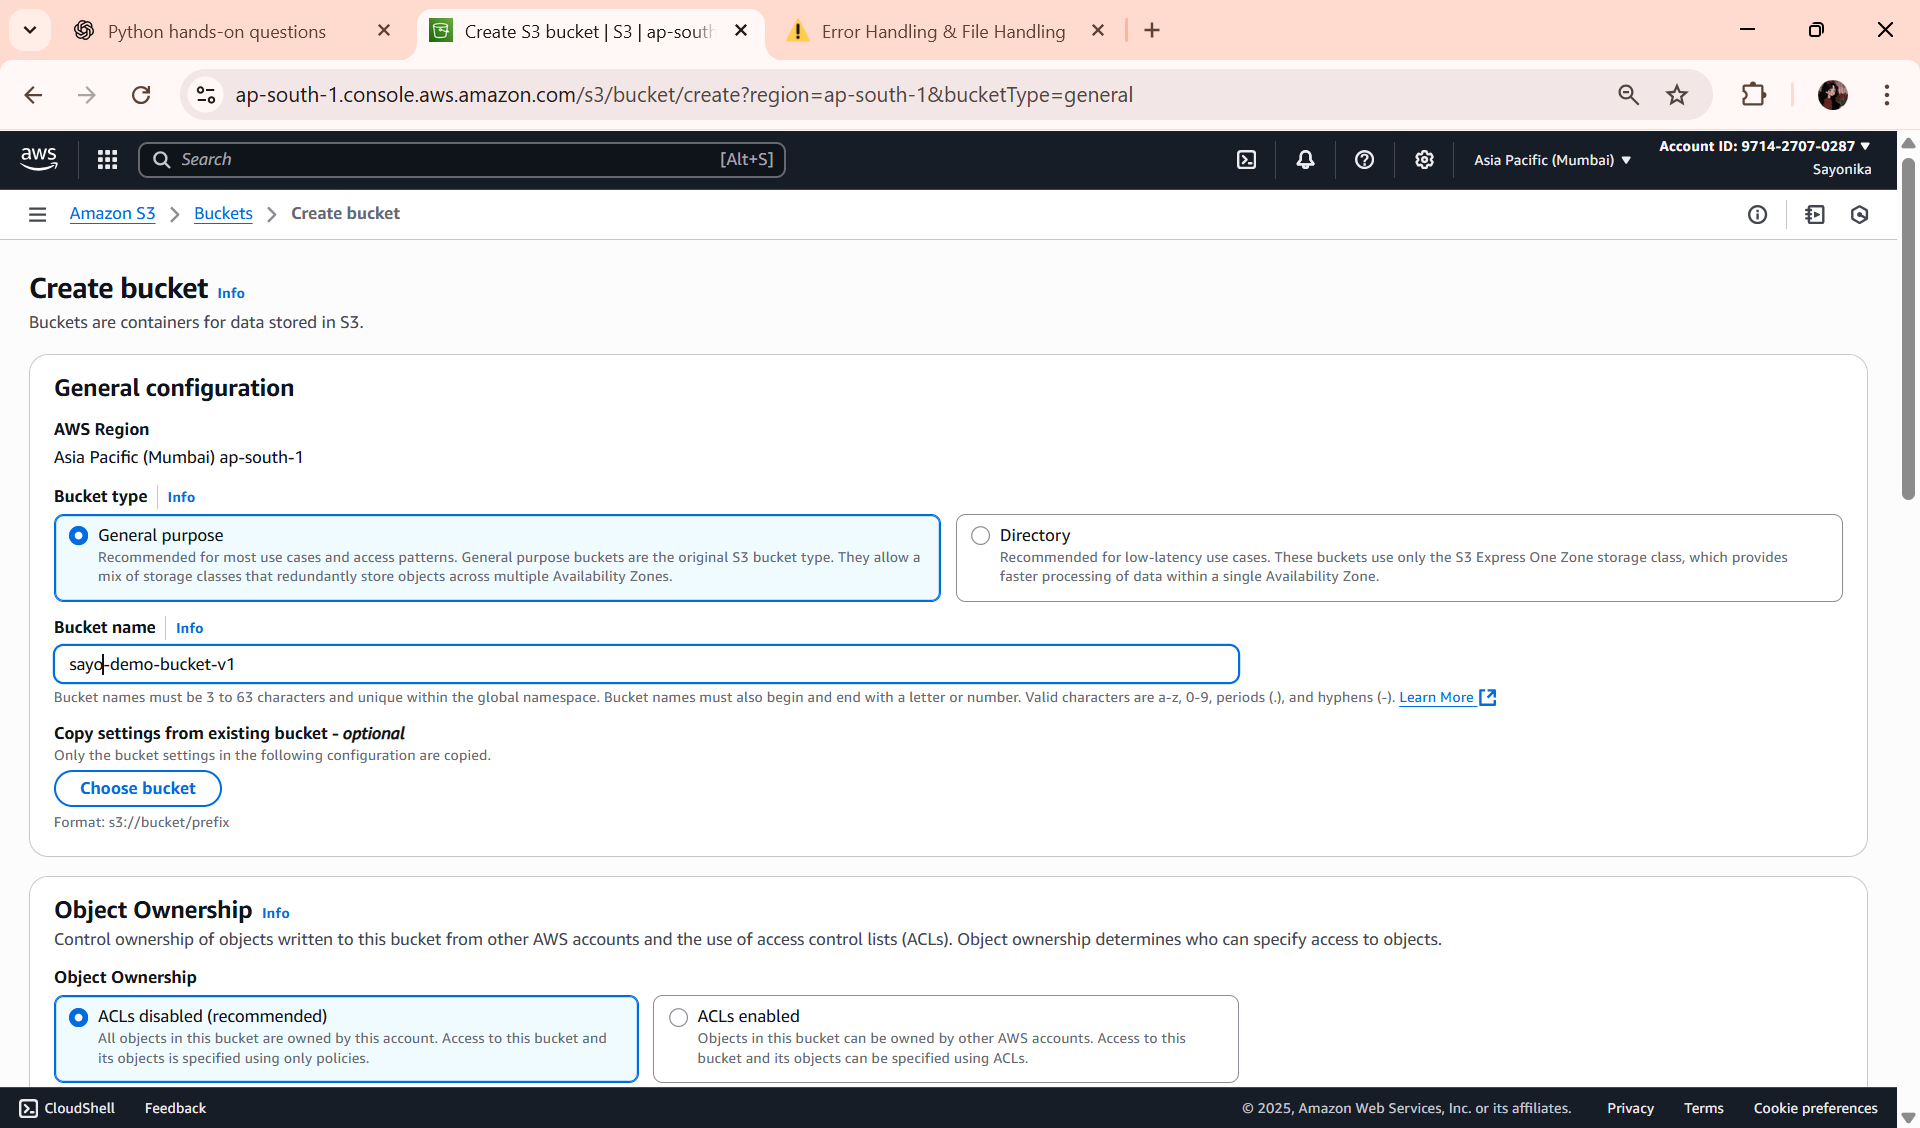 Python hands-on questions
Create S3 bucket | S3 | ap-sout
Error Handling & File Handling
ap-south-1.console.aws.amazon.com/s3/bucket/create?region=ap-south-1&bucketType=general
aws
Search
[Alt+S]
Asia Pacific (Mumbai)
Account ID: 9714-2707-0287
Sayonika
Amazon S3
Buckets
Create bucket
Create bucket Info
Buckets are containers for data stored in S3.
General configuration
AWS Region
Asia Pacific (Mumbai) ap-south-1
Bucket type Info
General purpose
Recommended for most use cases and access patterns. General purpose buckets are the original S3 bucket type. They allow a
mix of storage classes that redundantly store objects across multiple Availability Zones.
Directory
Recommended for low-latency use cases. These buckets use only the S3 Express One Zone storage class, which provides
faster processing of data within a single Availability Zone.
Bucket name Info
sayo-demo-bucket-v1
Bucket names must be 3 to 63 characters and unique within the global namespace. Bucket names must also begin and end with a letter or number. Valid characters are a-z, 0-9, periods (.), and hyphens (-). Learn More
Copy settings from existing bucket - optional
Only the bucket settings in the following configuration are copied.
Choose bucket
Format: s3://bucket/prefix
Object Ownership Info
Control ownership of objects written to this bucket from other AWS accounts and the use of access control lists (ACLs). Object ownership determines who can specify access to objects.
Object Ownership
ACLs disabled (recommended)
All objects in this bucket are owned by this account. Access to this bucket and
its objects is specified using only policies.
ACLs enabled
Objects in this bucket can be owned by other AWS accounts. Access to this
bucket and its objects can be specified using ACLs.
CloudShell
Feedback
© 2025, Amazon Web Services, Inc. or its affiliates.
Privacy
Terms
Cookie preferences